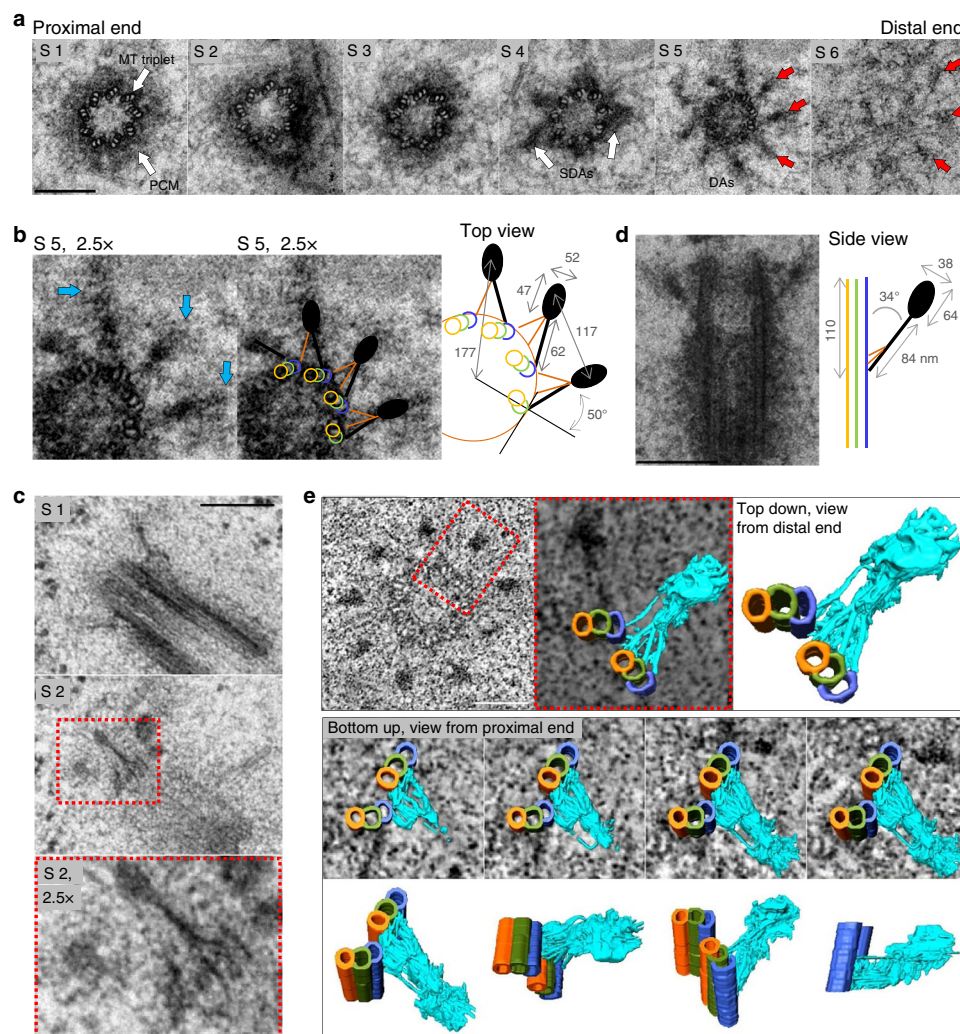 a
Proximal end
Distal end
S 1
MT triplet
PCM
S 2
S 3
S 4
SDAs
S 5
DAs
S 6
b
S 5, 2.5×
S 5, 2.5×
Top view
52
47
117
177
62
50°
d
Side view
38
34°
64
110
84 nm
c
S 1
S 2
S 2,
2.5×
e
Top down, view
from distal end
Bottom up, view from proximal end